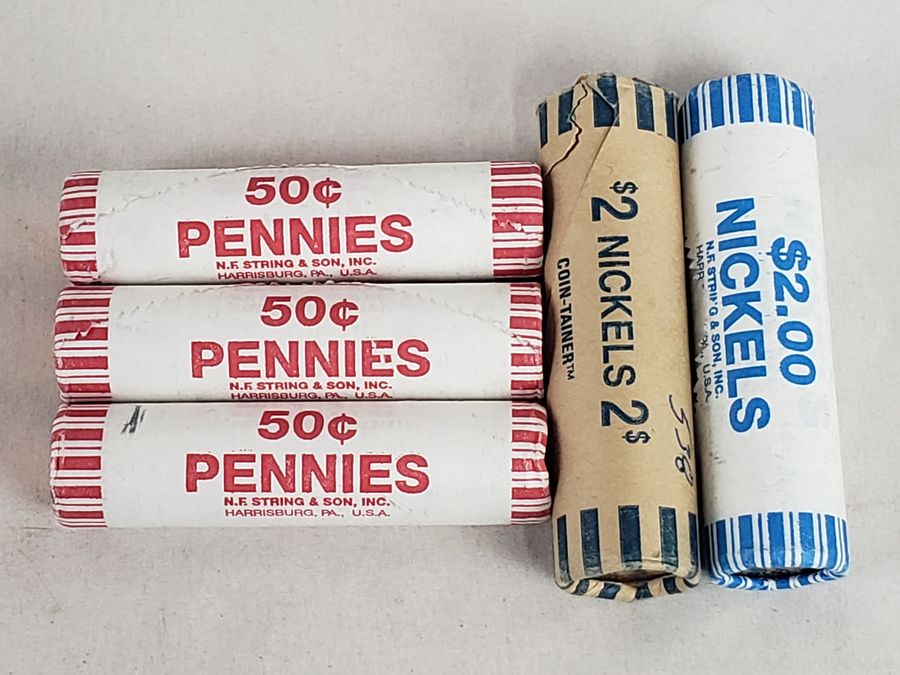 50¢
PENNIES
N.F. STRING & SON, INC.
HARRISBURG, PA., U.S.A.
50¢
PENNIES
N.F. STRING & SON, INC.
HARRISBURG, PA., U.S.A.
50¢
PENNIES
N.F. STRING & SON, INC.
HARRISBURG, PA., U.S.A.
$2 NICKELS 2$
COIN-TAINER™
$2.00
NICKELS
N.F. STRING & SON, INC.
U.S.A.